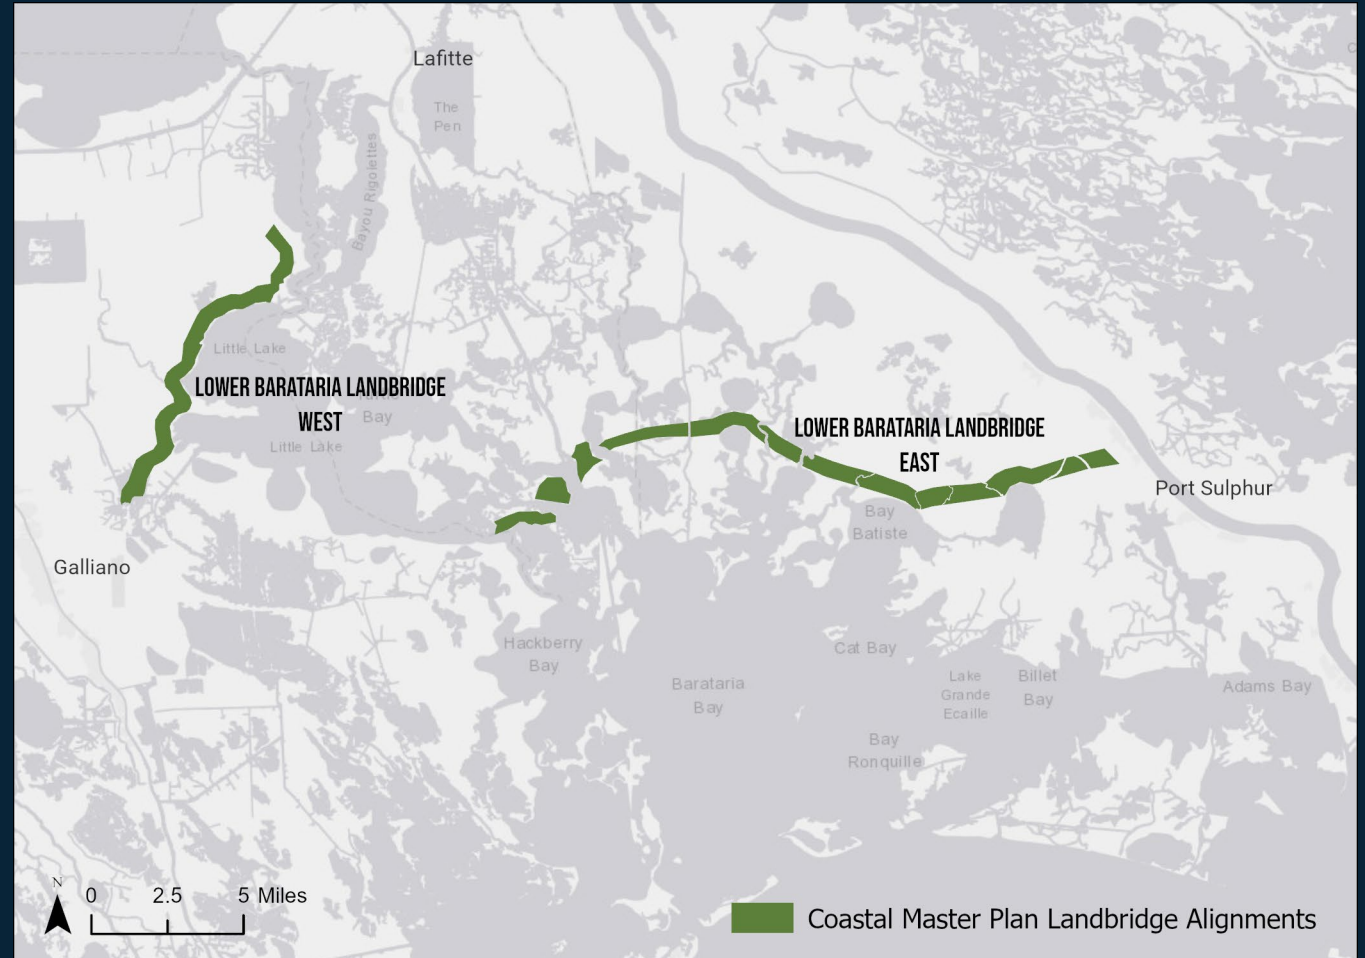 Lafitte
The
Pen
Bayou Rigolettes
Little Lake
LOWER BARATARIA LANDBRIDGE
WEST
Bay
Little Lake
LOWER BARATARIA LANDBRIDGE
EAST
Port Sulphur
Bay
Batiste
Galliano
Hackberry
Bay
Cat Bay
Barataria
Bay
Lake
Grande
Ecaille
Billet
Bay
Adams Bay
Bay
Ronquille
N
0 2.5 5 Miles
Coastal Master Plan Landbridge Alignments